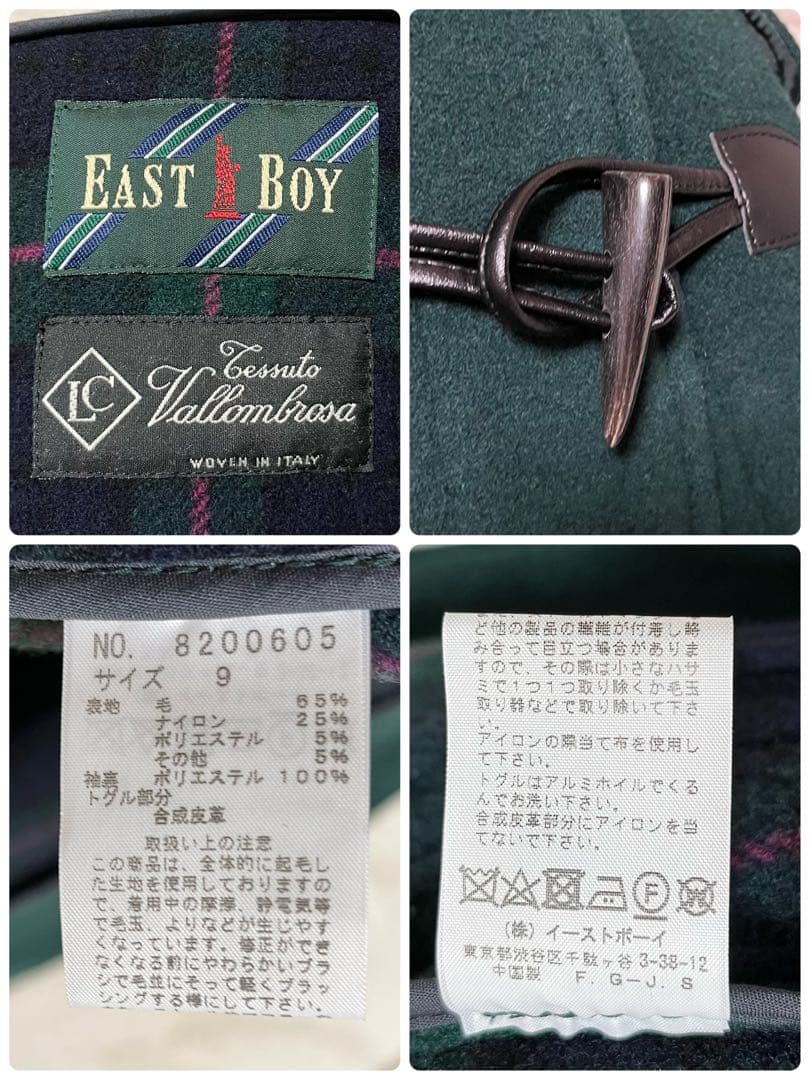 EAST BOY
LC
Tessuto
Vallombrosa
WOVEN IN ITALY
NO. 8200605
サイズ 9
表地 毛 65%
ナイロン 25%
ポリエステル 5%
その他 5%
袖裏 ポリエステル 100%
トグル部分
合成皮革
取扱い上の注意
この商品は、全体的に起毛し
た生地を使用しておりますの
で、着用中の摩擦、静電気等
で毛玉、よりなどが生じやす
くなっています。修正ができ
なくなる前にやわらかいブラ
シで毛並にそって軽くブラッ
シングする様にして下さい。
ど他の製品の繊維が付着し絡
み合って目立つ場合がありま
すので、その際は小さなハサ
ミで1つ1つ取り除くか毛玉
取り器などで取り除いて下さ
い。
アイロンの際当て布を使用し
て下さい。
トグルはアルミホイルでくる
んでお洗い下さい。
合成皮革部分にアイロンを当
てないで下さい。
F W
(株) イーストボーイ
東京都渋谷区千駄ヶ谷 3-38-12
中国製 F. G-J. S